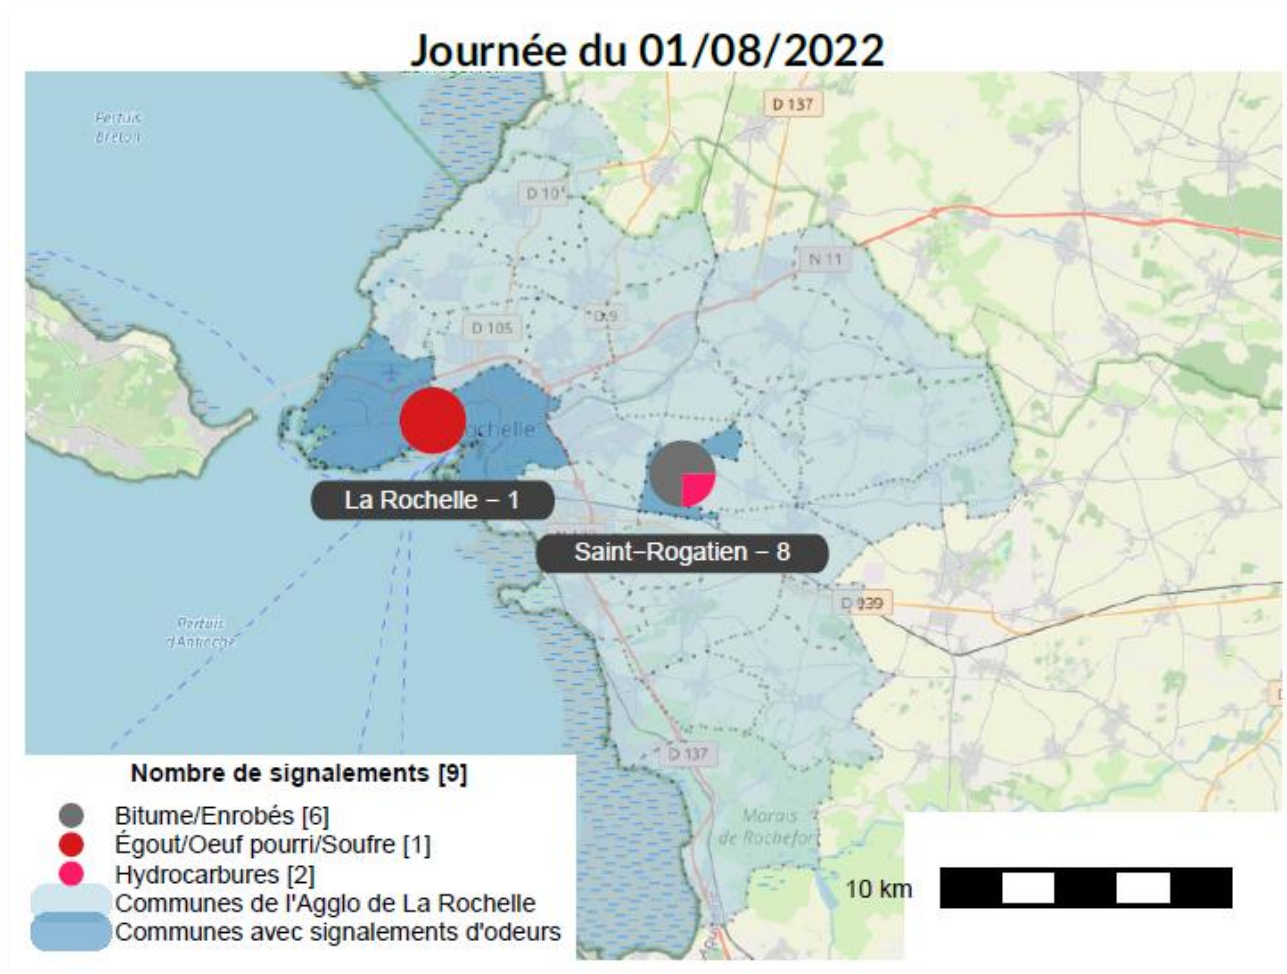 Journée du 01/08/2022
Pertuis
Breton
D 137
D 10
N 11
D 9
D 105
ochelle
La Rochelle – 1
Saint–Rogatien – 8
D 939
Pertuis
d'Antioche
D 137
Marais
de Rochefort
Nombre de signalements [9]
Bitume/Enrobés [6]
Égout/Oeuf pourri/Soufre [1]
Hydrocarbures [2]
Communes de l'Agglo de La Rochelle
Communes avec signalements d'odeurs
10 km